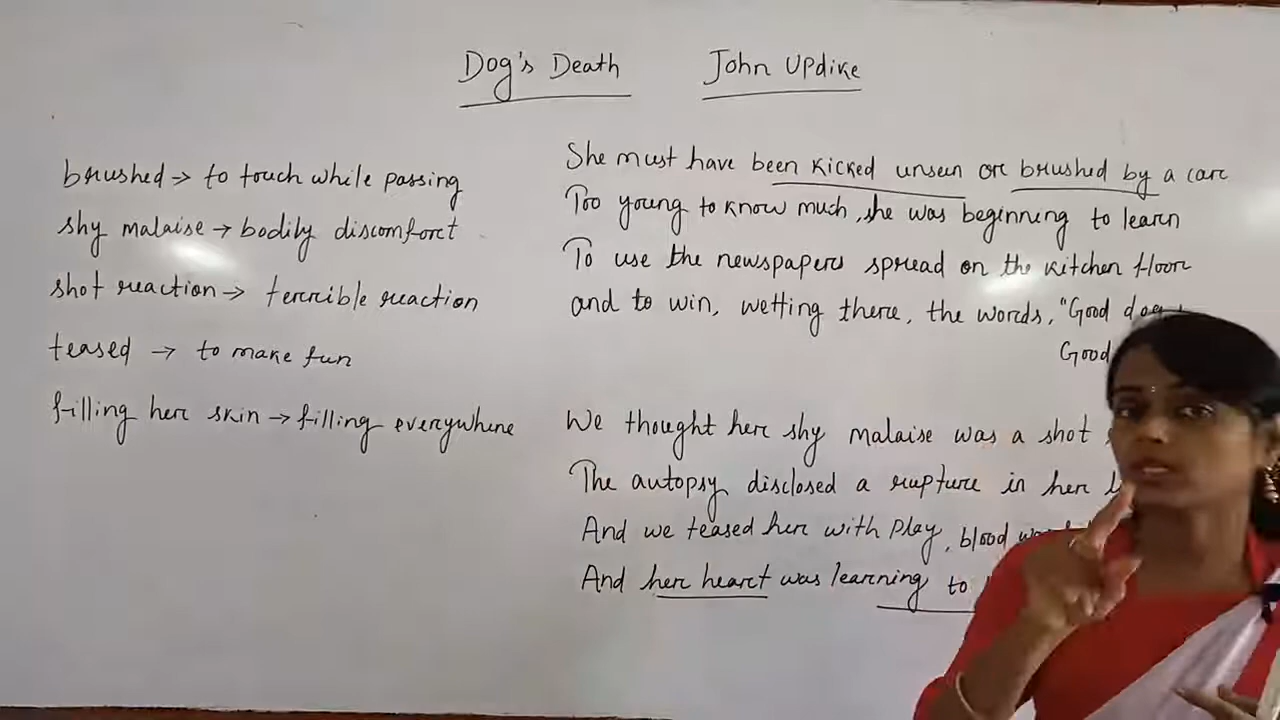 Dog's Death John Updike
brushed → to touch while passing
shy malaise → bodily discomfort
shot reaction → terrible reaction
teased → to make fun
filling her skin → filling everywhere
She must have been kicked unseen or brushed by a car
Too young to know much, she was beginning to learn
To use the newspapers spread on the kitchen floor
and to win, wetting there, the words, "Good dog
Good
We thought her shy malaise was a shot
The autopsy disclosed a rupture in her
And we teased her with play, blood
And her heart was learning to